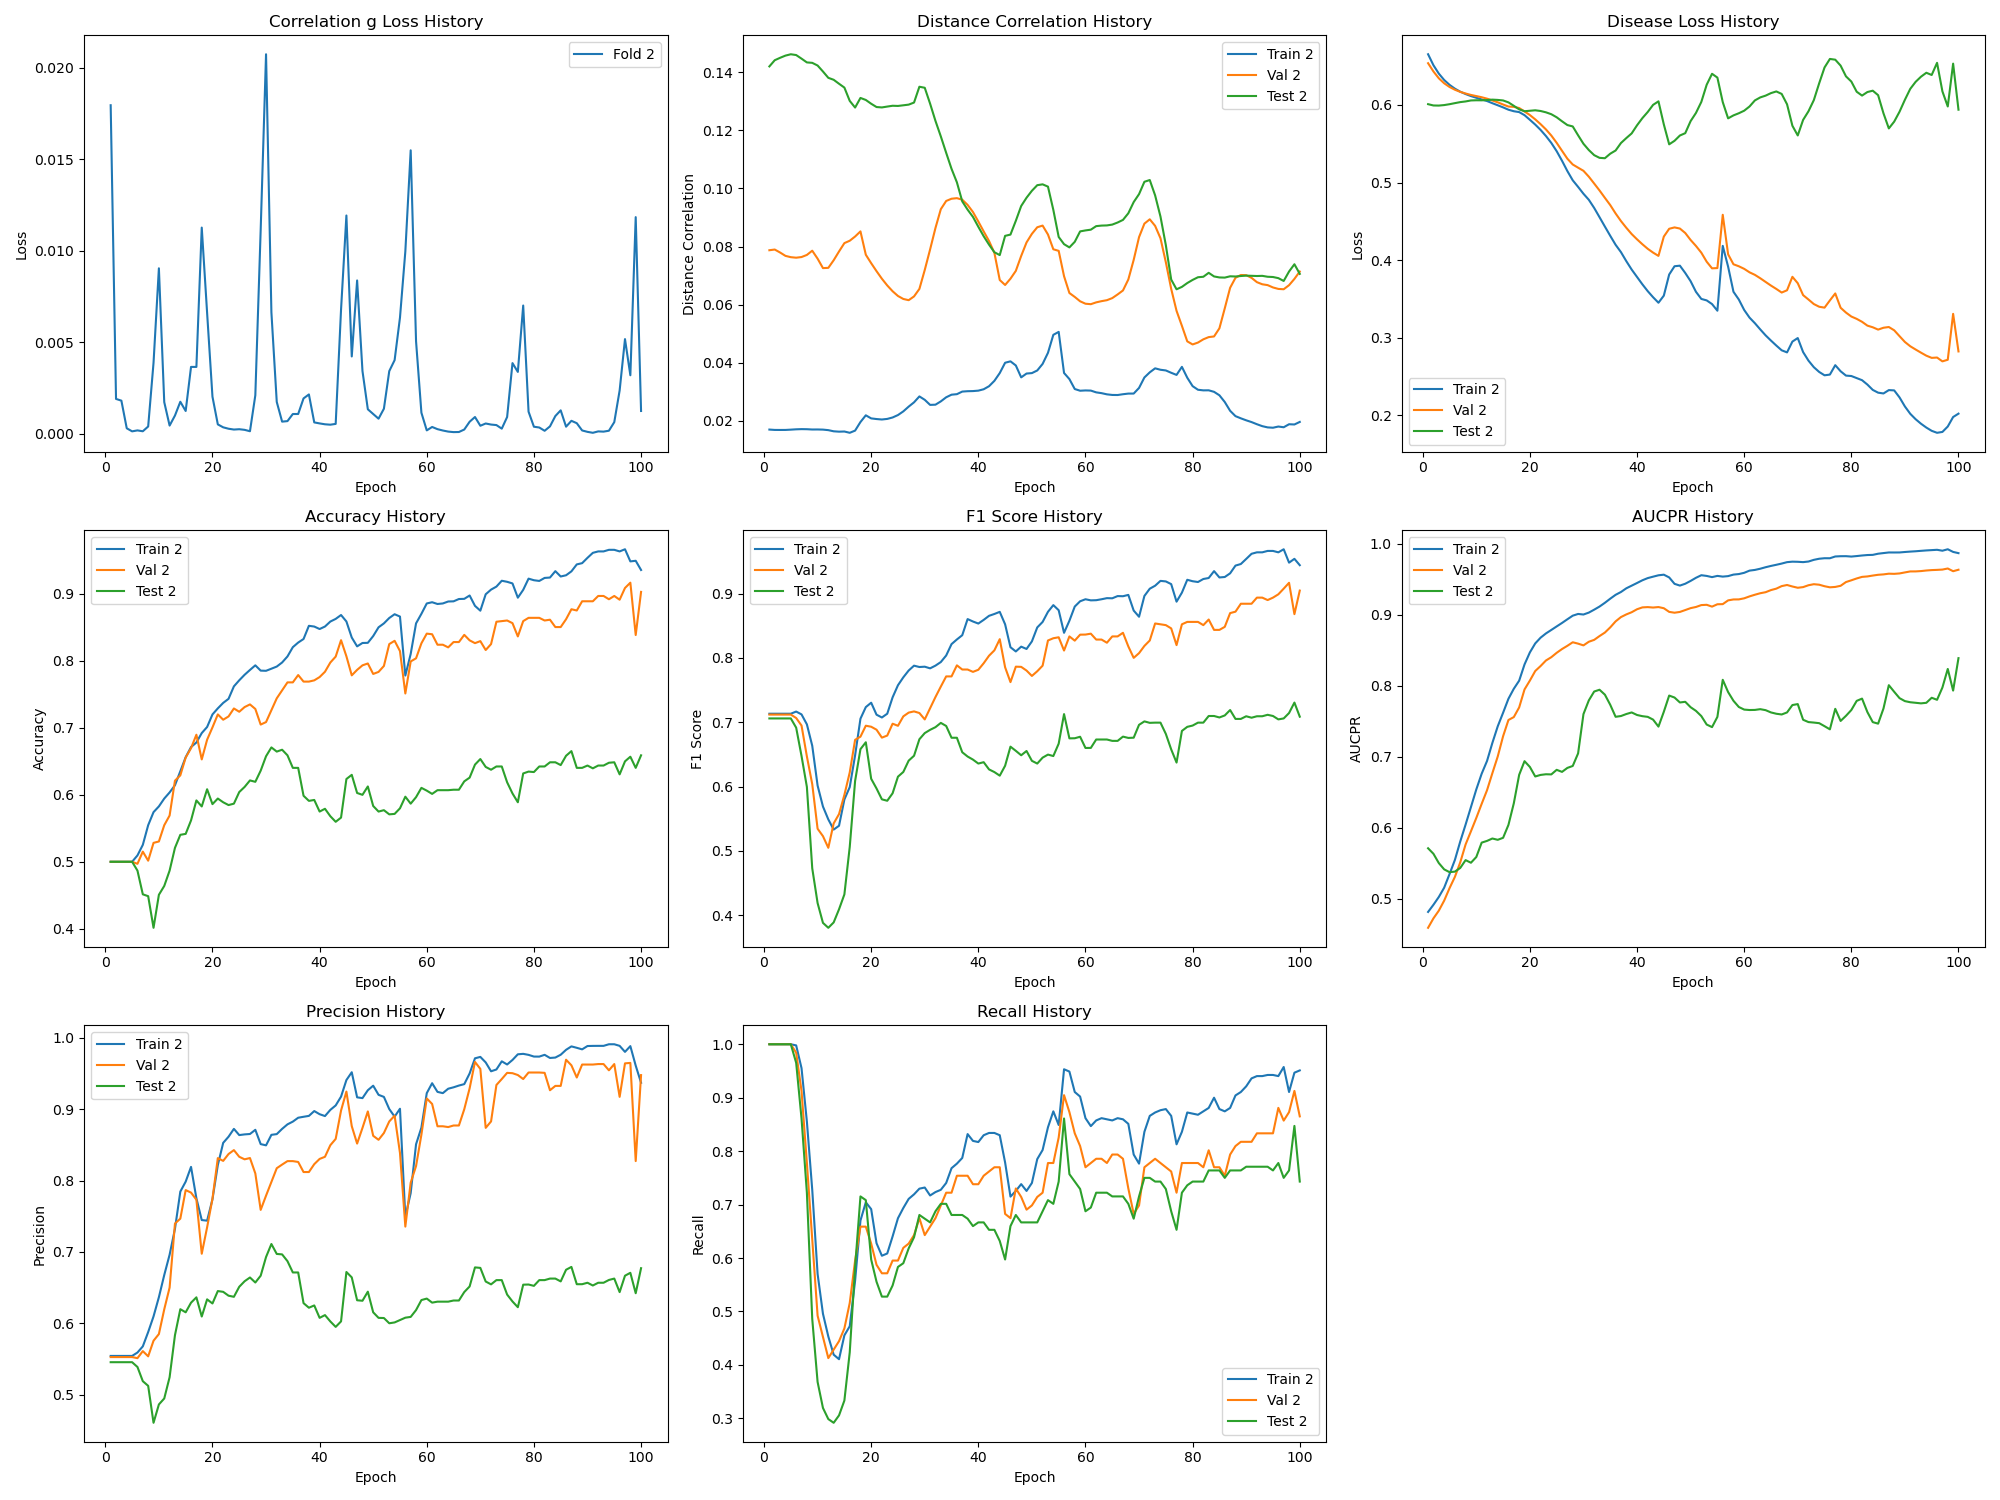 Correlation g Loss History
Loss
0.020
0.015
0.010
0.005
0.000
Fold 2
0 20 40 60 80 100
Epoch
Distance Correlation History
Distance Correlation
0.14
0.12
0.10
0.08
0.06
0.04
0.02
Train 2
Val 2
Test 2
0 20 40 60 80 100
Epoch
Disease Loss History
Loss
0.6
0.5
0.4
0.3
0.2
Train 2
Val 2
Test 2
0 20 40 60 80 100
Epoch
Accuracy History
Accuracy
0.9
0.8
0.7
0.6
0.5
0.4
Train 2
Val 2
Test 2
0 20 40 60 80 100
Epoch
F1 Score History
F1 Score
0.9
0.8
0.7
0.6
0.5
0.4
Train 2
Val 2
Test 2
0 20 40 60 80 100
Epoch
AUCPR History
AUCPR
1.0
0.9
0.8
0.7
0.6
0.5
Train 2
Val 2
Test 2
0 20 40 60 80 100
Epoch
Precision History
Precision
1.0
0.9
0.8
0.7
0.6
0.5
Train 2
Val 2
Test 2
0 20 40 60 80 100
Epoch
Recall History
Recall
1.0
0.9
0.8
0.7
0.6
0.5
0.4
0.3
Train 2
Val 2
Test 2
0 20 40 60 80 100
Epoch